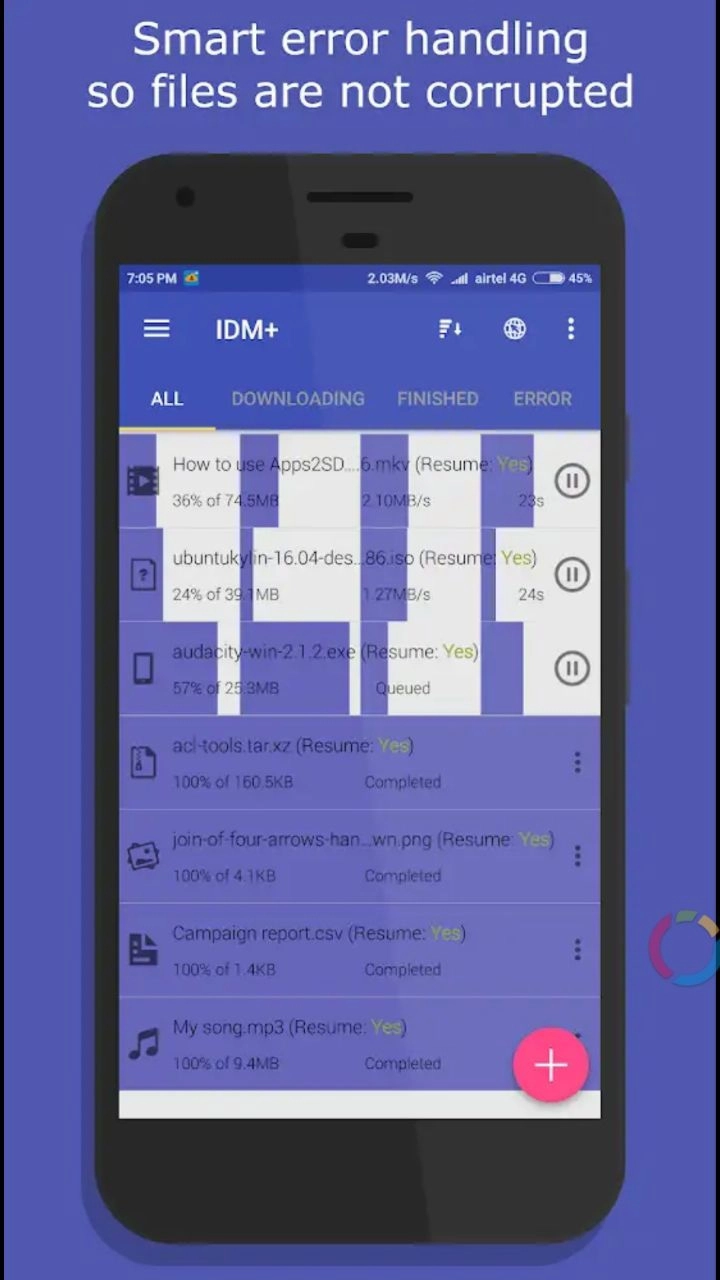 Smart error handling
so files are not corrupted
7:05 PM 2.03M/s airtel 4G 45%
IDM+
ALL DOWNLOADING FINISHED ERROR
How to use Apps2SD....6.mkv (Resume: Yes)
36% of 74.5MB 2.10MB/s 23s
ubuntukylin-16.04-des...86.iso (Resume: Yes)
24% of 39.1MB 1.27MB/s 24s
audacity-win-2.1.2.exe (Resume: Yes)
57% of 25.3MB Queued
acl-tools.tar.xz (Resume: Yes)
100% of 160.5KB Completed
join-of-four-arrows-han...wn.png (Resume: Yes)
100% of 4.1KB Completed
Campaign report.csv (Resume: Yes)
100% of 1.4KB Completed
My song.mp3 (Resume: Yes)
100% of 9.4MB Completed